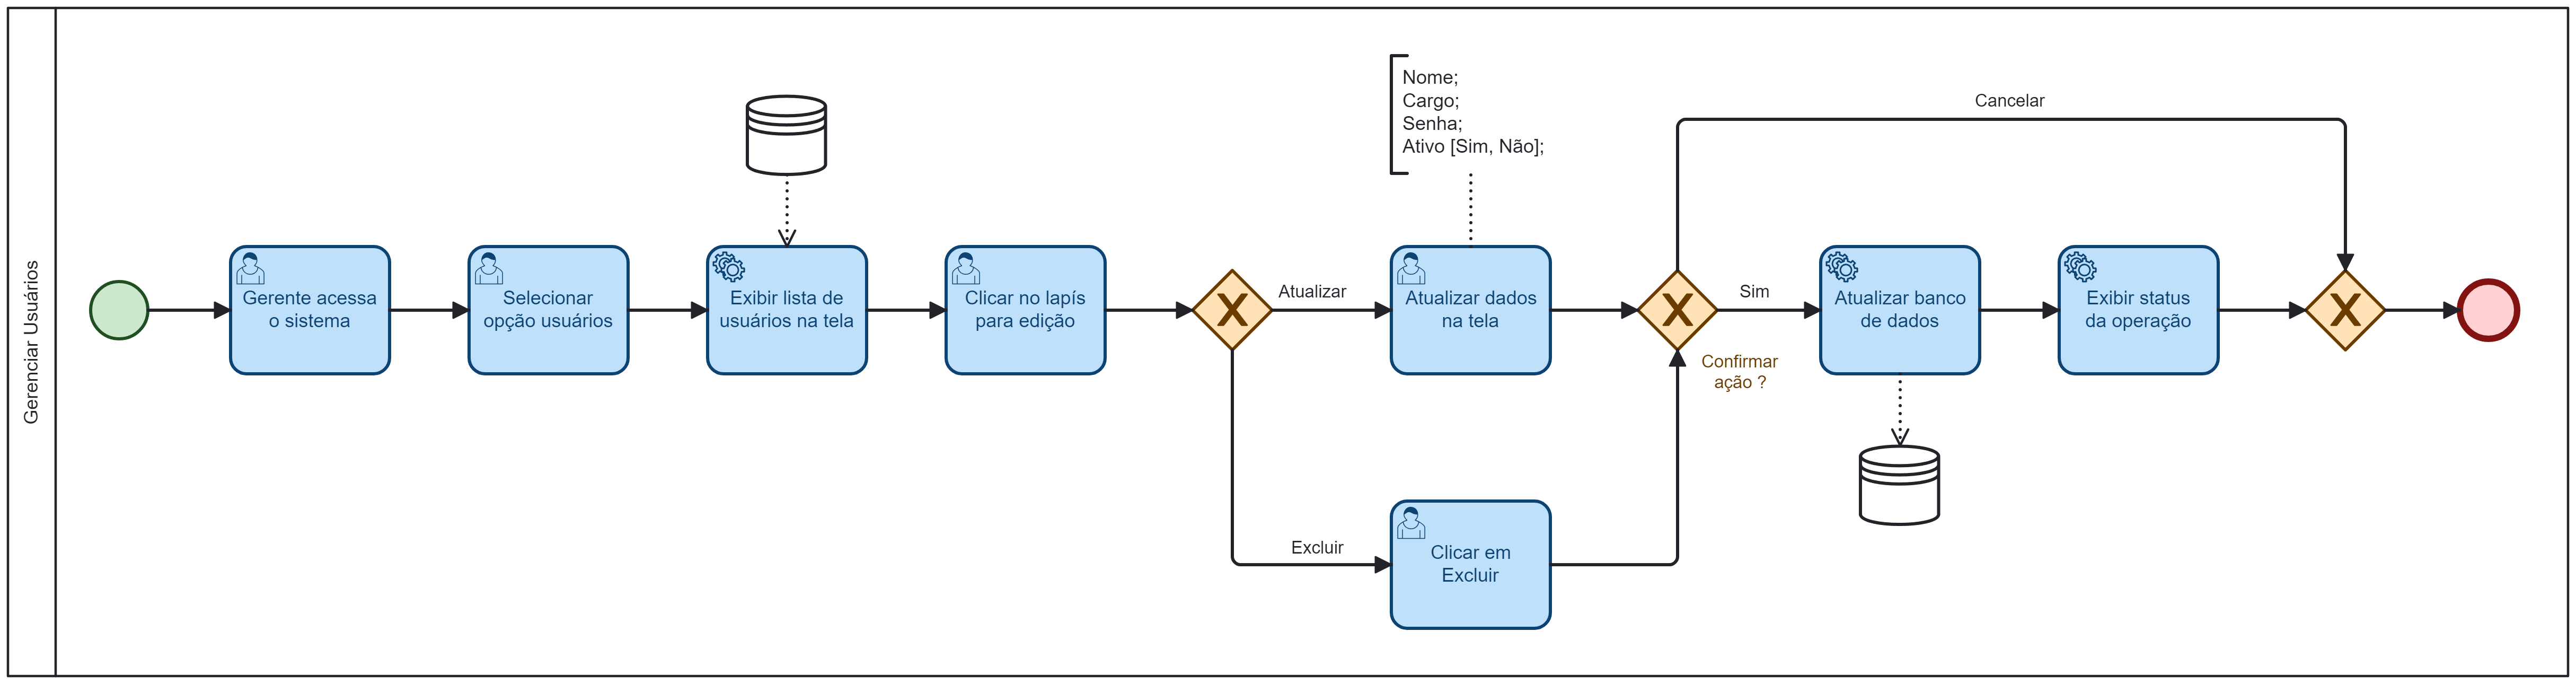 Gerenciar Usuários
Gerente acessa
o sistema
Selecionar
opção usuários
Exibir lista de
usuários na tela
Clicar no lapís
para edição
Atualizar
Excluir
Nome;
Cargo;
Senha;
Ativo [Sim, Não];
Atualizar dados
na tela
Clicar em
Excluir
Confirmar
ação ?
Cancelar
Sim
Atualizar banco
de dados
Exibir status
da operação